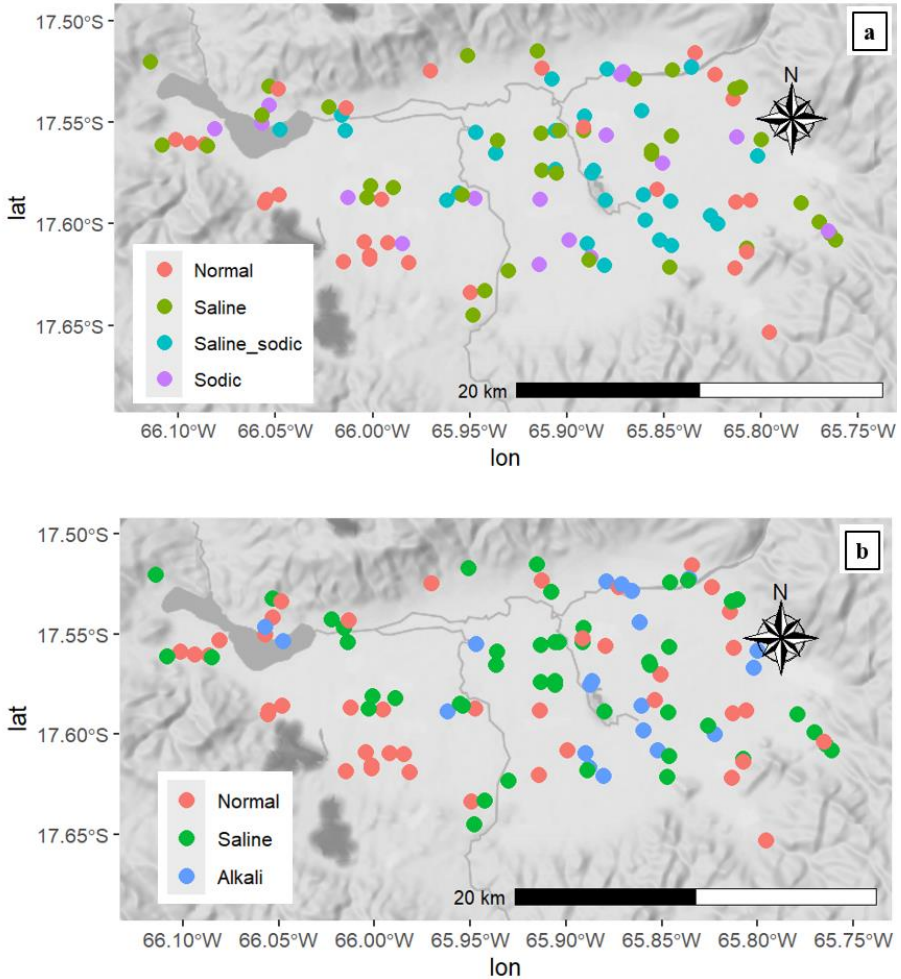 a
17.50°S
17.55°S
17.60°S
17.65°S
lat
N
Normal
Saline
Saline_sodic
Sodic
20 km
66.10°W 66.05°W 66.00°W 65.95°W 65.90°W 65.85°W 65.80°W 65.75°W
lon
b
17.50°S
17.55°S
17.60°S
17.65°S
lat
N
Normal
Saline
Alkali
20 km
66.10°W 66.05°W 66.00°W 65.95°W 65.90°W 65.85°W 65.80°W 65.75°W
lon